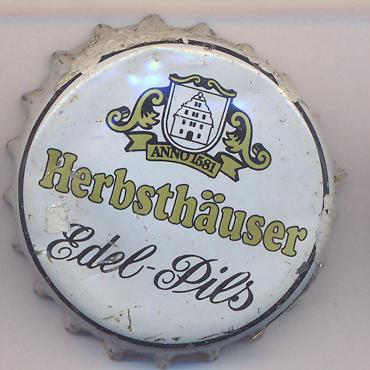 ANNO 1581
Herbsthäuser
Edel-Pils